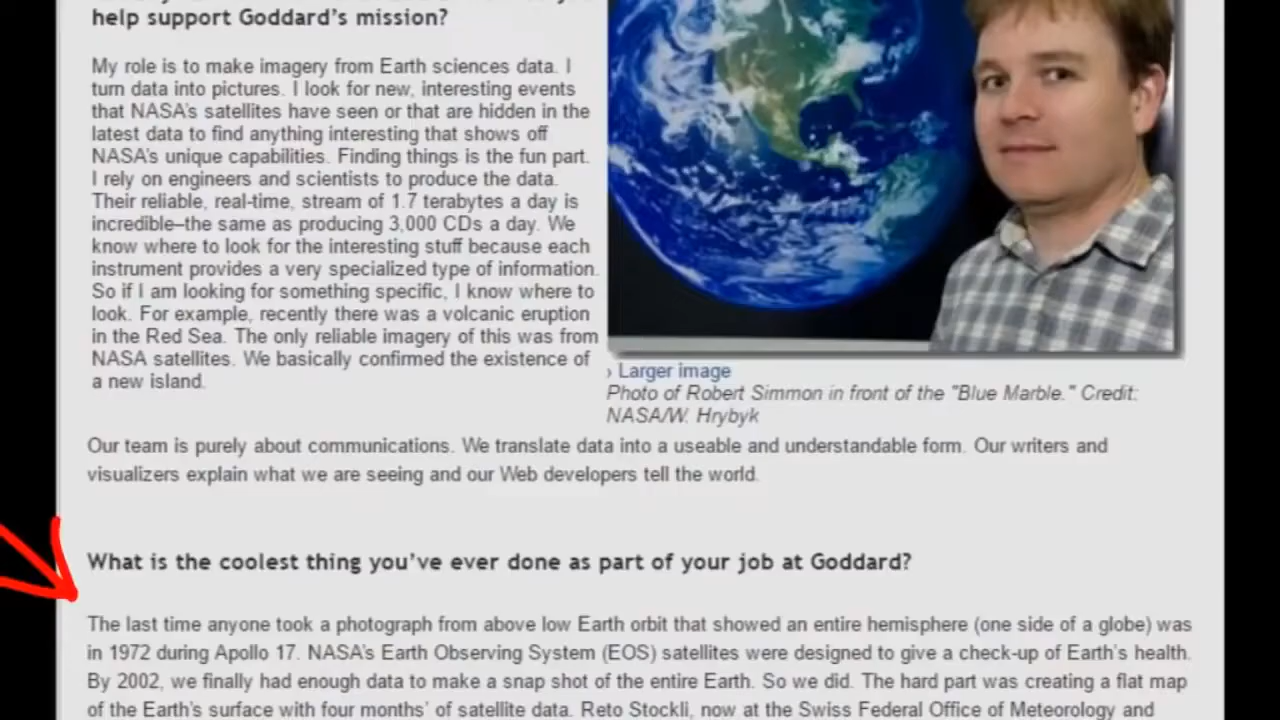 help support Goddard's mission?
My role is to make imagery from Earth sciences data. I
turn data into pictures. I look for new, interesting events
that NASA's satellites have seen or that are hidden in the
latest data to find anything interesting that shows off
NASA's unique capabilities. Finding things is the fun part.
I rely on engineers and scientists to produce the data.
Their reliable, real-time, stream of 1.7 terabytes a day is
incredible–the same as producing 3,000 CDs a day. We
know where to look for the interesting stuff because each
instrument provides a very specialized type of information.
So if I am looking for something specific, I know where to
look. For example, recently there was a volcanic eruption
in the Red Sea. The only reliable imagery of this was from
NASA satellites. We basically confirmed the existence of
a new island.
› Larger image
Photo of Robert Simmon in front of the "Blue Marble." Credit:
NASA/W. Hrybyk
Our team is purely about communications. We translate data into a useable and understandable form. Our writers and
visualizers explain what we are seeing and our Web developers tell the world.
What is the coolest thing you've ever done as part of your job at Goddard?
The last time anyone took a photograph from above low Earth orbit that showed an entire hemisphere (one side of a globe) was
in 1972 during Apollo 17. NASA's Earth Observing System (EOS) satellites were designed to give a check-up of Earth's health.
By 2002, we finally had enough data to make a snap shot of the entire Earth. So we did. The hard part was creating a flat map
of the Earth's surface with four months' of satellite data. Reto Stockli, now at the Swiss Federal Office of Meteorology and